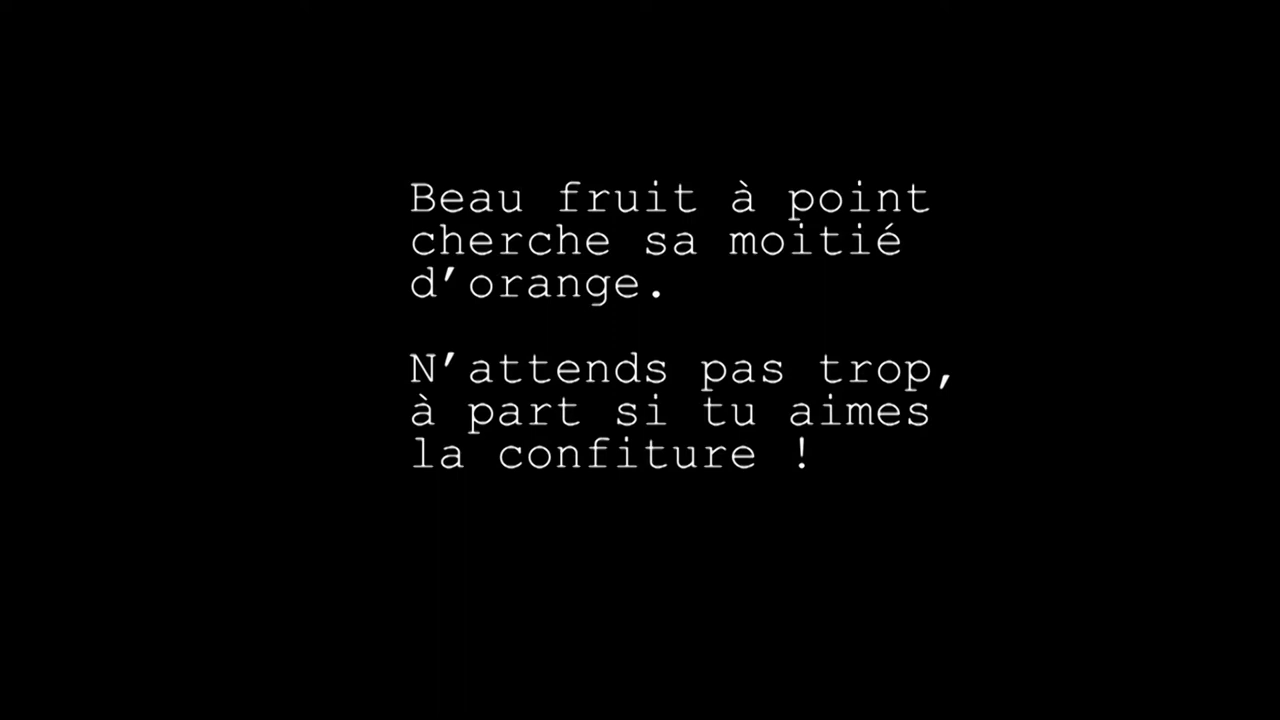 Beau fruit à point
cherche sa moitié
d’orange.
N’attends pas trop,
à part si tu aimes
la confiture !